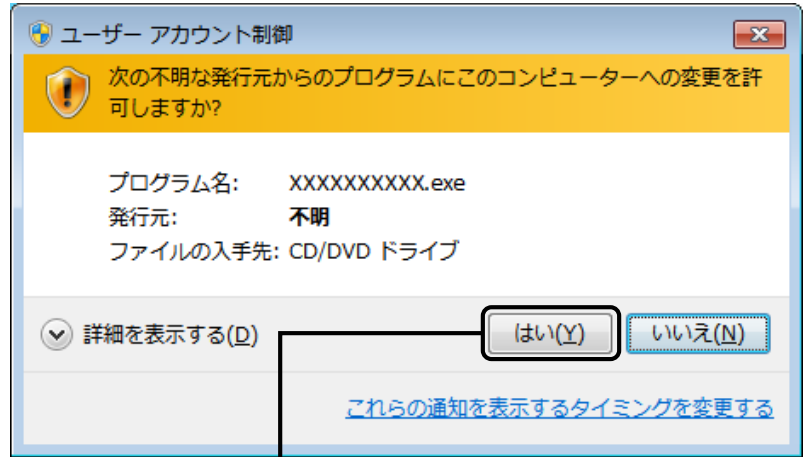 ユーザー アカウント制御
次の不明な発行元からのプログラムにこのコンピューターへの変更を許
可しますか?
プログラム名: XXXXXXXXXX.exe
発行元: 不明
ファイルの入手先: CD/DVD ドライブ
詳細を表示する(D)
はい(Y)
いいえ(N)
これらの通知を表示するタイミングを変更する